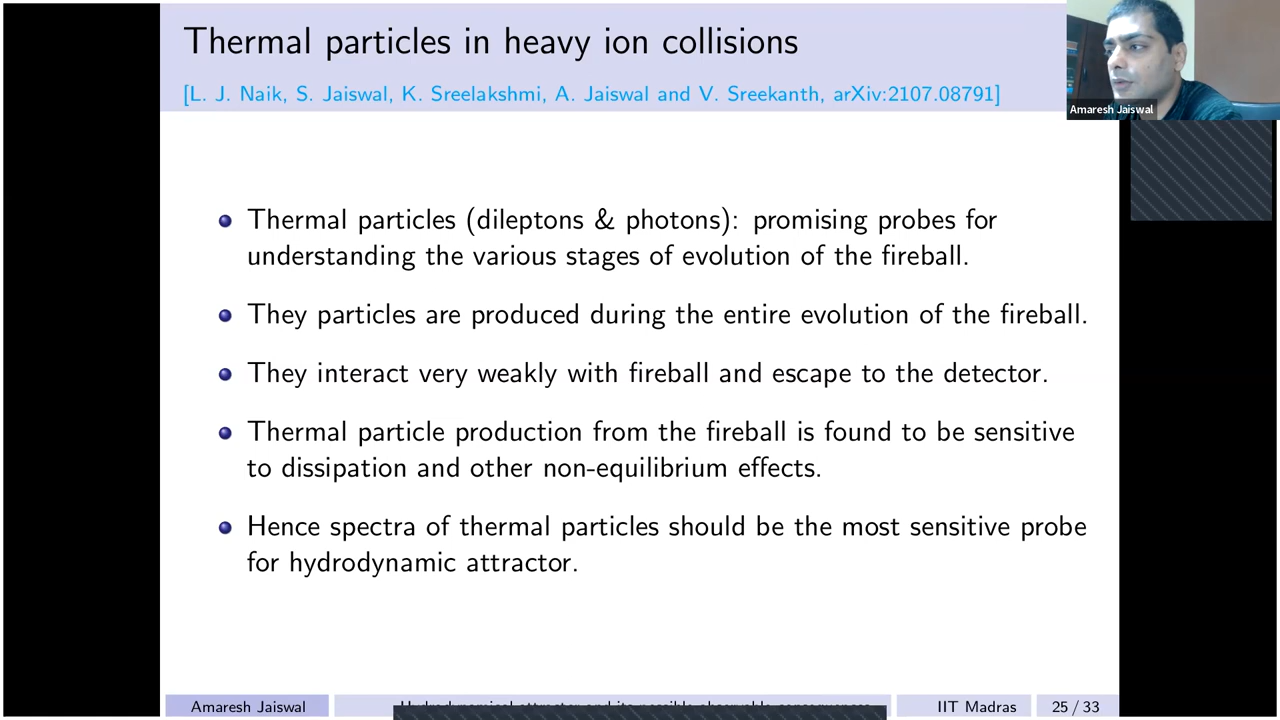 Thermal particles in heavy ion collisions
[L. J. Naik, S. Jaiswal, K. Sreelakshmi, A. Jaiswal and V. Sreekanth, arXiv:2107.08791]
Amaresh Jaiswal
Thermal particles (dileptons & photons): promising probes for
understanding the various stages of evolution of the fireball.
They particles are produced during the entire evolution of the fireball.
They interact very weakly with fireball and escape to the detector.
Thermal particle production from the fireball is found to be sensitive
to dissipation and other non-equilibrium effects.
Hence spectra of thermal particles should be the most sensitive probe
for hydrodynamic attractor.
Amaresh Jaiswal
IIT Madras
25 / 33